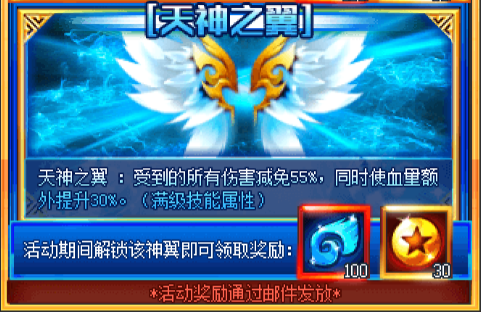 [天神之翼]
天神之翼 ：受到的所有伤害减免55%，同时使血量额
外提升30%。（满级技能属性）
活动期间解锁该神翼即可领取奖励：
100
30
*活动奖励通过邮件发放*